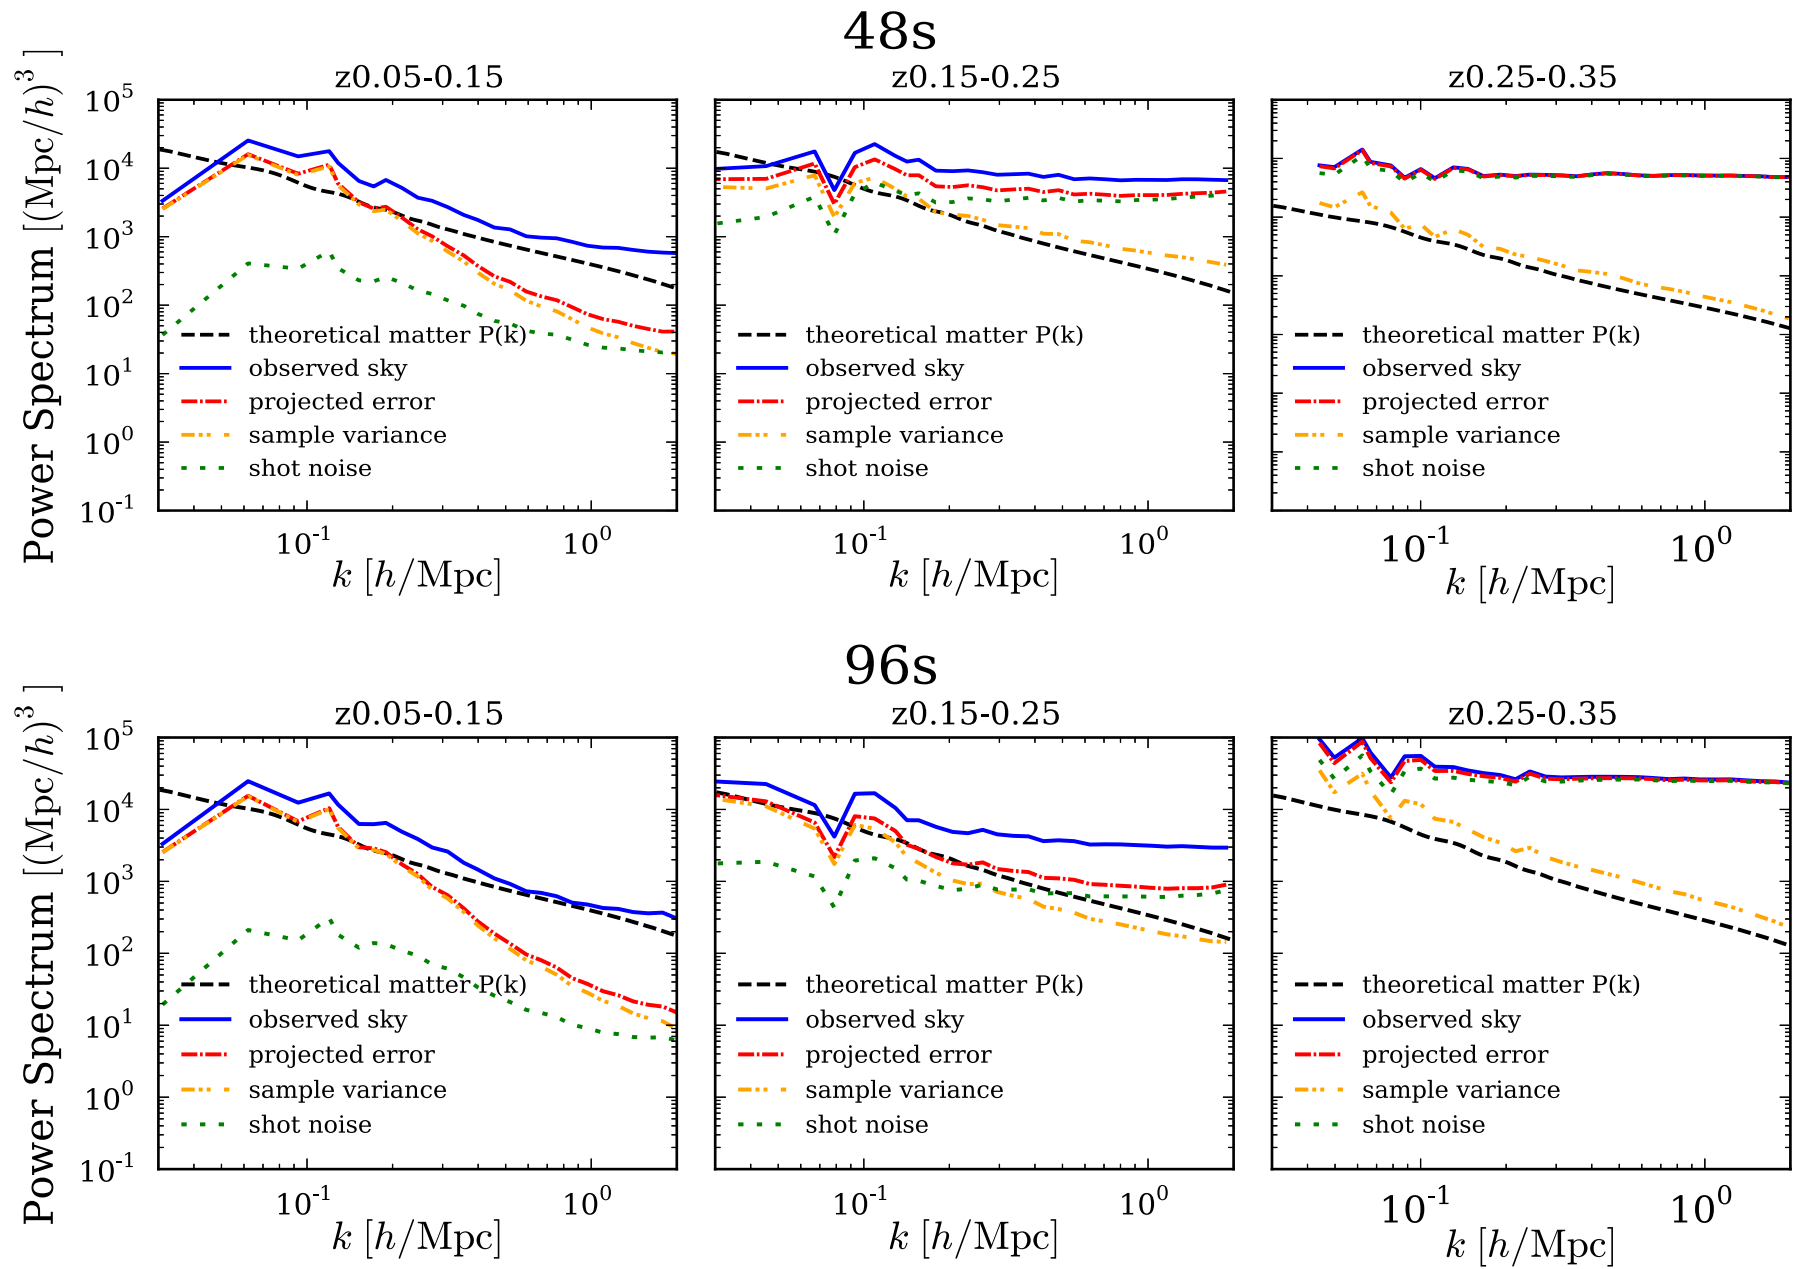 48s
z0.05-0.15
z0.15-0.25
z0.25-0.35
Power Spectrum [(Mpc/h)^3]
10^5
10^4
10^3
10^2
10^1
10^0
10^-1
theoretical matter P(k)
observed sky
projected error
sample variance
shot noise
theoretical matter P(k)
observed sky
projected error
sample variance
shot noise
theoretical matter P(k)
observed sky
projected error
sample variance
shot noise
10^-1 10^0
10^-1 10^0
10^-1 10^0
k [h/Mpc]
k [h/Mpc]
k [h/Mpc]
96s
z0.05-0.15
z0.15-0.25
z0.25-0.35
Power Spectrum [(Mpc/h)^3]
10^5
10^4
10^3
10^2
10^1
10^0
10^-1
theoretical matter P(k)
observed sky
projected error
sample variance
shot noise
theoretical matter P(k)
observed sky
projected error
sample variance
shot noise
theoretical matter P(k)
observed sky
projected error
sample variance
shot noise
10^-1 10^0
10^-1 10^0
10^-1 10^0
k [h/Mpc]
k [h/Mpc]
k [h/Mpc]